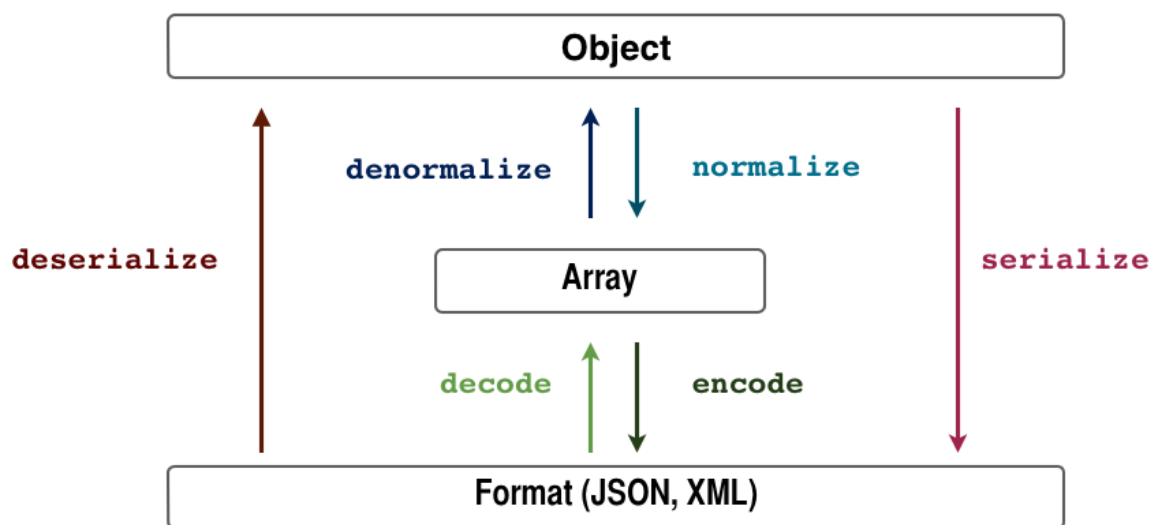 Object
denormalize
normalize
deserialize
Array
serialize
decode
encode
Format (JSON, XML)